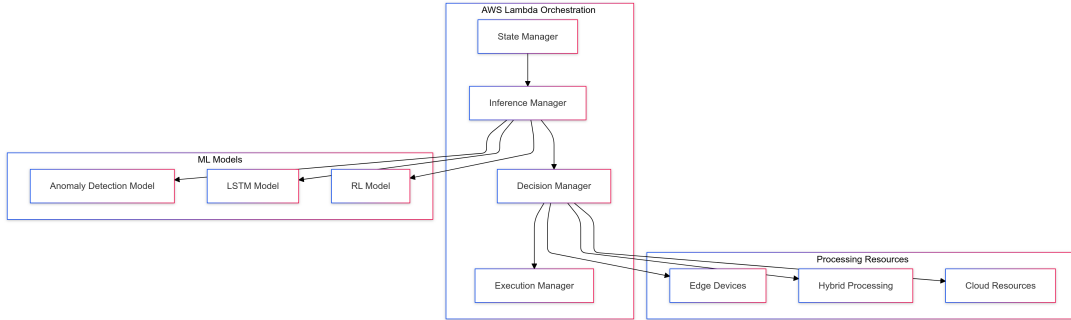 AWS Lambda Orchestration
State Manager
Inference Manager
ML Models
Anomaly Detection Model
LSTM Model
RL Model
Decision Manager
Processing Resources
Execution Manager
Edge Devices
Hybrid Processing
Cloud Resources